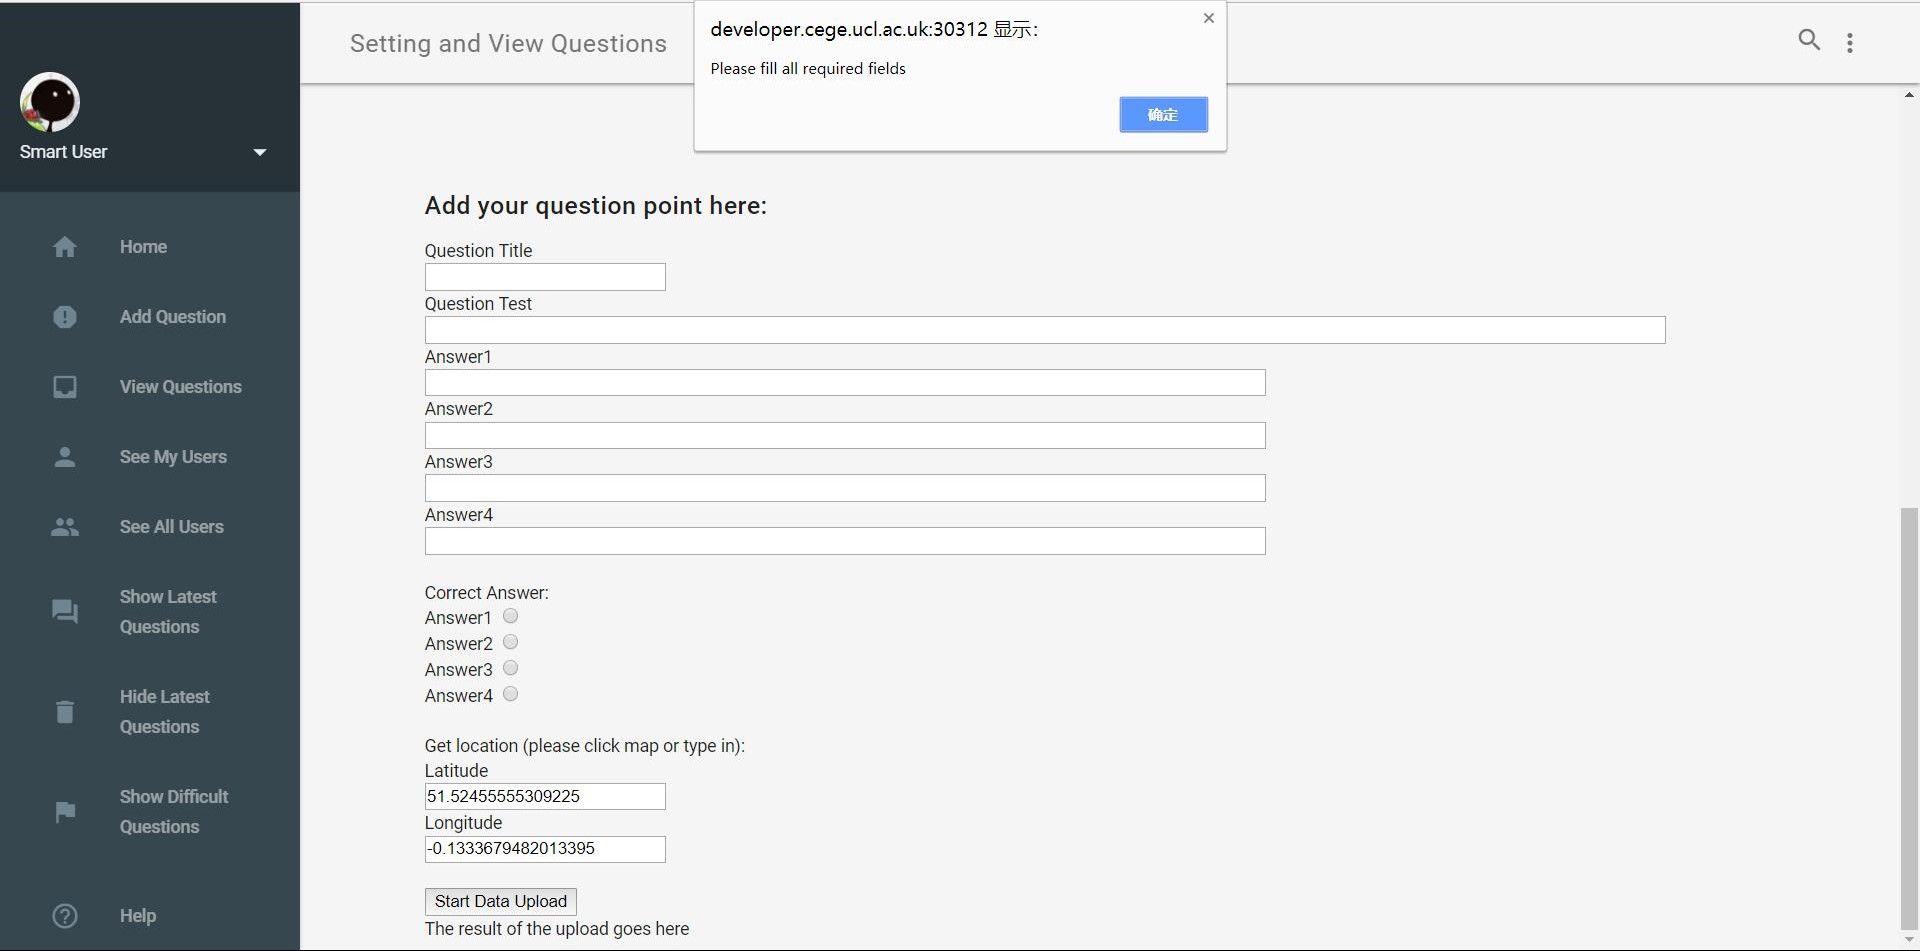 Setting and View Questions
developer.cege.ucl.ac.uk:30312 显示:
Please fill all required fields
确定
Smart User
Home
Add Question
View Questions
See My Users
See All Users
Show Latest
Questions
Hide Latest
Questions
Show Difficult
Questions
Help
Add your question point here:
Question Title
Question Test
Answer1
Answer2
Answer3
Answer4
Correct Answer:
Answer1
Answer2
Answer3
Answer4
Get location (please click map or type in):
Latitude
51.52455555309225
Longitude
-0.1333679482013395
Start Data Upload
The result of the upload goes here